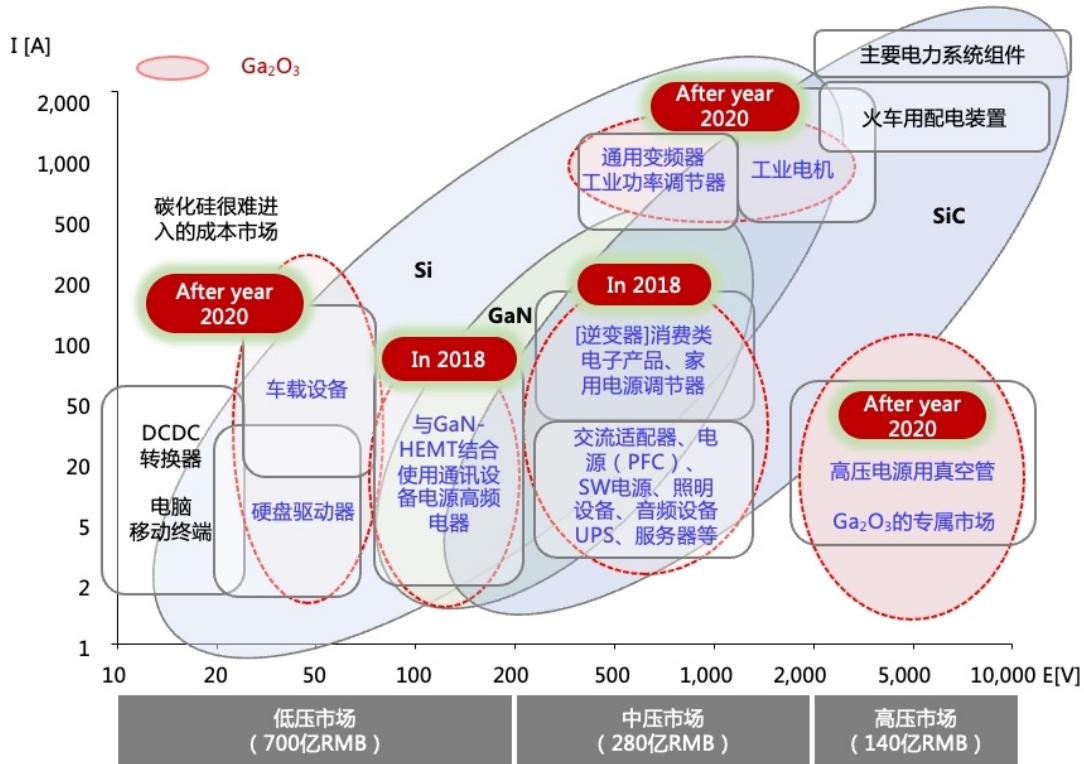 I [A]
Ga₂O₃
2,000
1,000
500
200
100
50
20
5
2
1
碳化硅很难进
入的成本市场
After year
2020
车载设备
DCDC
转换器
电脑
移动终端
硬盘驱动器
Si
GaN
SiC
In 2018
与GaN-
HEMT结合
使用通讯设
备电源高频
电器
In 2018
[逆变器]消费类
电子产品、家
用电源调节器
交流适配器、电
源（PFC）、
SW电源、照明
设备、音频设备
UPS、服务器等
After year
2020
通用变频器
工业功率调节器
工业电机
主要电力系统组件
火车用配电装置
After year
2020
高压电源用真空管
Ga₂O₃的专属市场
10
20
50
100
200
500
1,000
2,000
5,000
10,000
E[V]
低压市场
（700亿RMB）
中压市场
（280亿RMB）
高压市场
（140亿RMB）